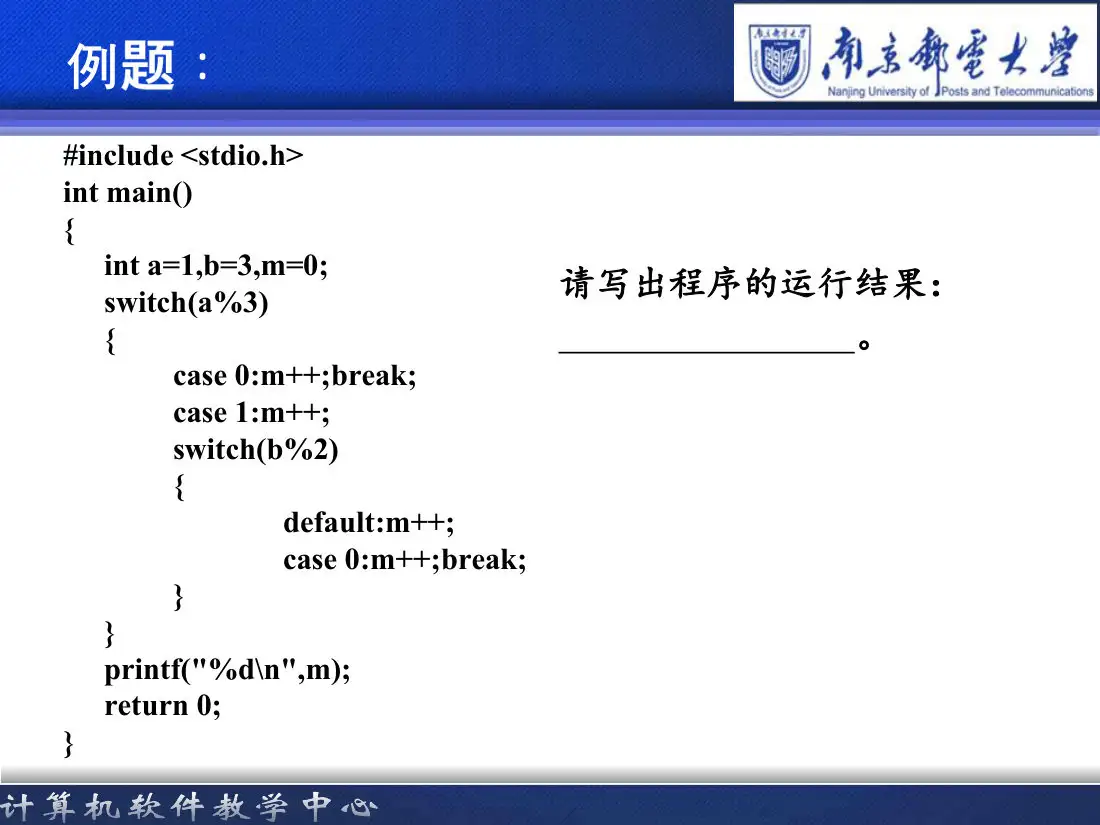 例题：
南京邮电大学
Nanjing University of Posts and Telecommunications
#include <stdio.h>
int main()
{
int a=1,b=3,m=0;
switch(a%3)
{
case 0:m++;break;
case 1:m++;
switch(b%2)
{
default:m++;
case 0:m++;break;
}
}
printf("%d\n",m);
return 0;
}
请写出程序的运行结果：
____________________。
计算机软件教学中心